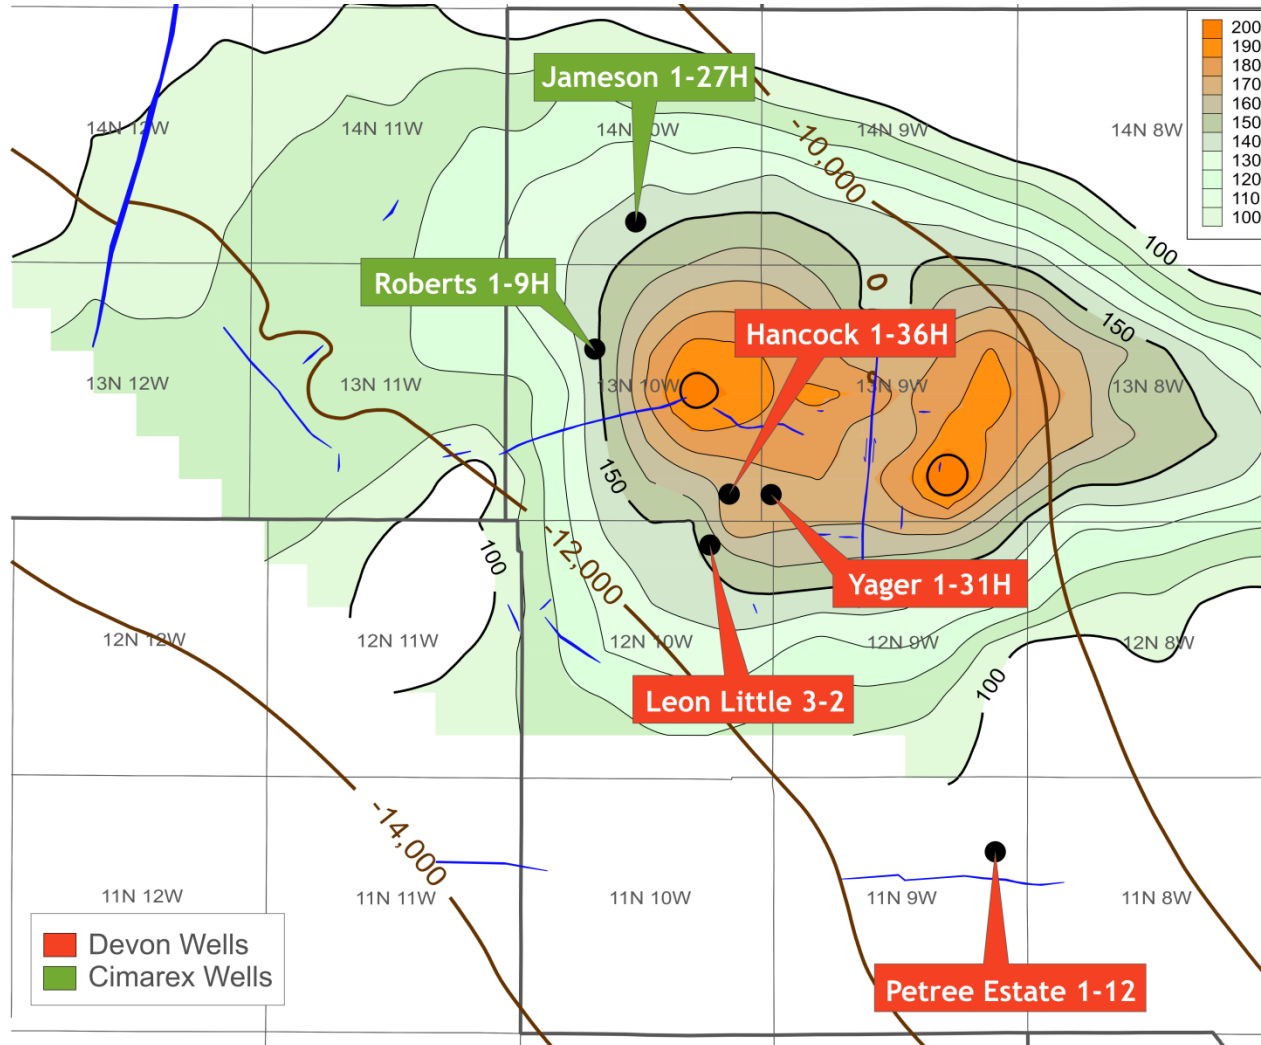 200
190
180
170
160
150
140
130
120
110
100
Jameson 1-27H
14N 12W
14N 11W
14N 10W
14N 9W
14N 8W
-10,000
100
Roberts 1-9H
0
150
Hancock 1-36H
13N 12W
13N 11W
13N 10W
13N 9W
13N 8W
150
100
-12,000
Yager 1-31H
12N 12W
12N 11W
12N 10W
12N 9W
12N 8W
100
Leon Little 3-2
-14,000
11N 12W
11N 11W
11N 10W
11N 9W
11N 8W
Devon Wells
Cimarex Wells
Petree Estate 1-12